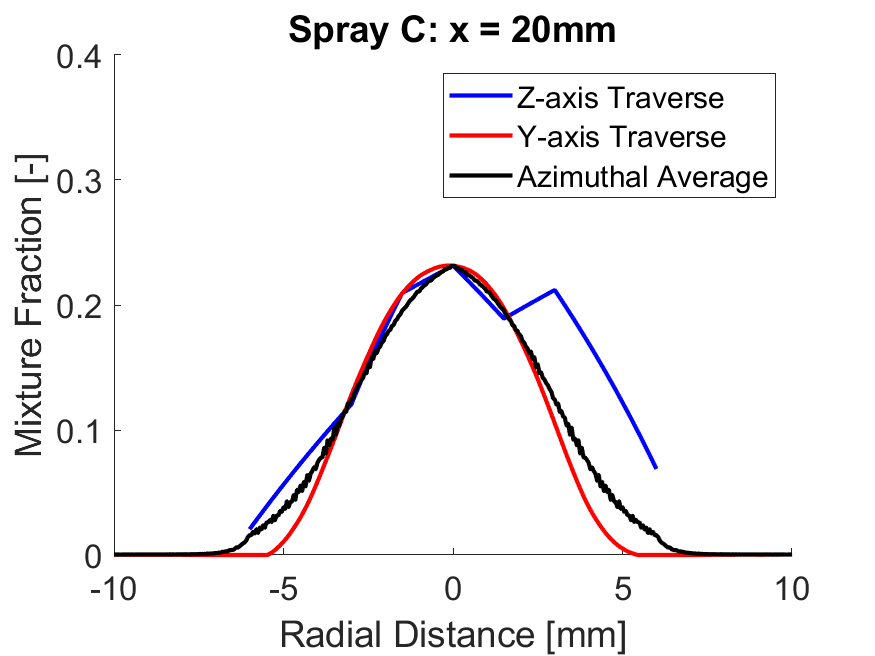 Spray C: x = 20mm
0.4
0.3
0.2
0.1
0
Mixture Fraction [-]
Z-axis Traverse
Y-axis Traverse
Azimuthal Average
-10
-5
0
5
10
Radial Distance [mm]